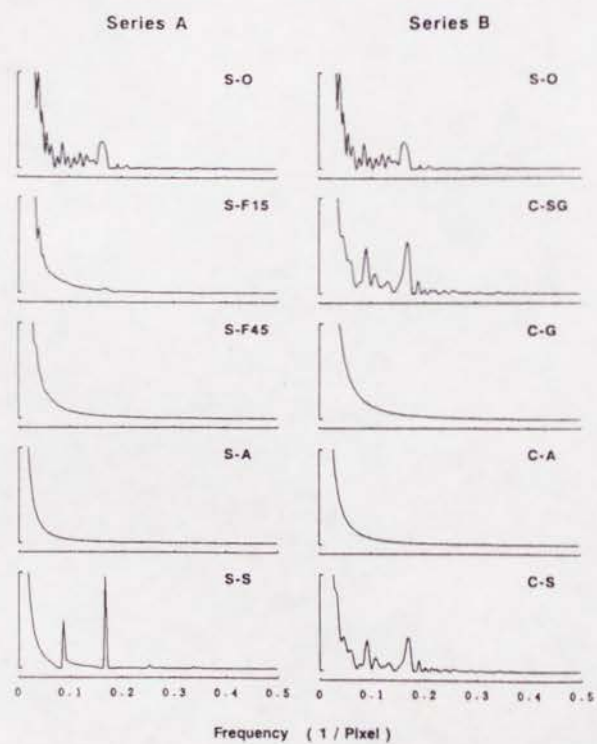 Series A
Series B
S-O
S-O
S-F15
C-SG
S-F45
C-G
S-A
C-A
S-S
C-S
0 0.1 0.2 0.3 0.4 0.5
0 0.1 0.2 0.3 0.4 0.5
Frequency ( 1 / Pixel )